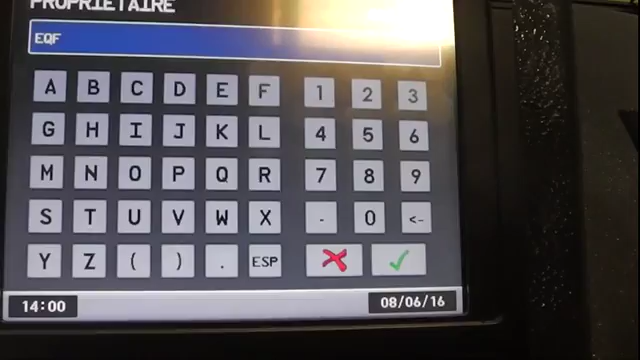 PROPRIETAIRE
EQF
A B C D E F 1 2 3
G H I J K L 4 5 6
M N O P Q R 7 8 9
S T U V W X - 0 <-
Y Z ( ) . ESP
14:00 08/06/16